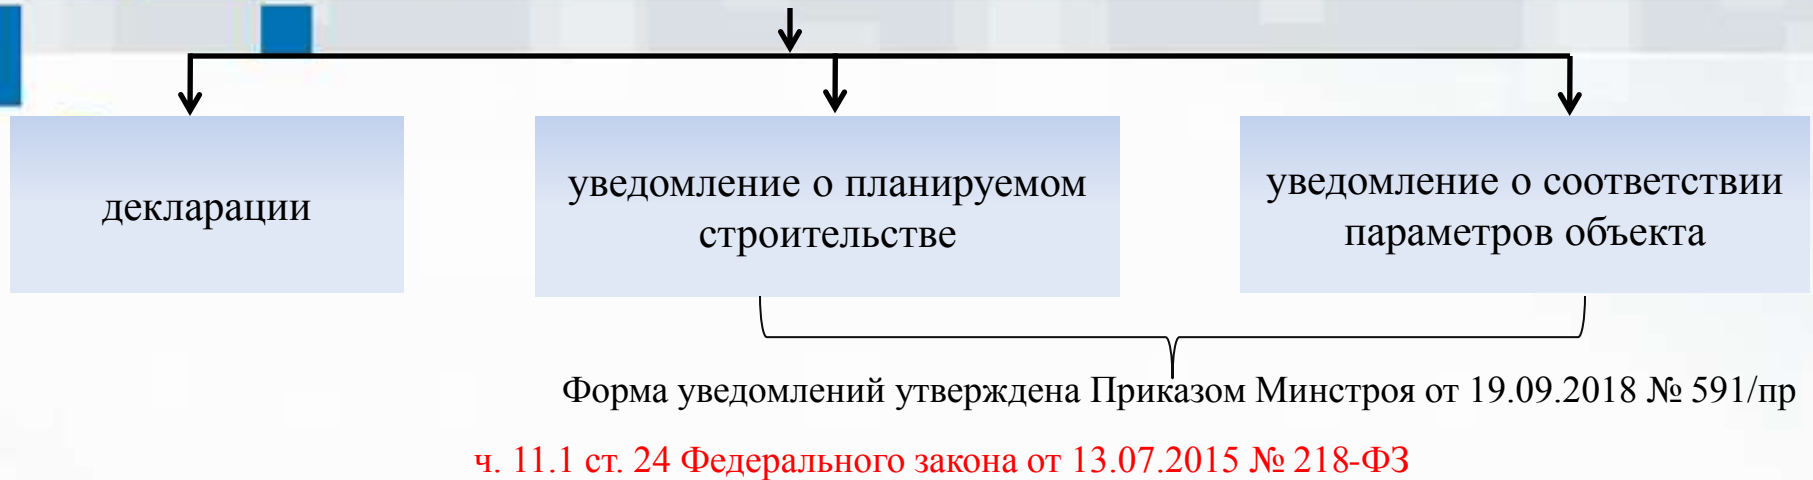 декларации
уведомление о планируемом
строительстве
уведомление о соответствии
параметров объекта
Форма уведомлений утверждена Приказом Минстроя от 19.09.2018 № 591/пр
ч. 11.1 ст. 24 Федерального закона от 13.07.2015 № 218-ФЗ